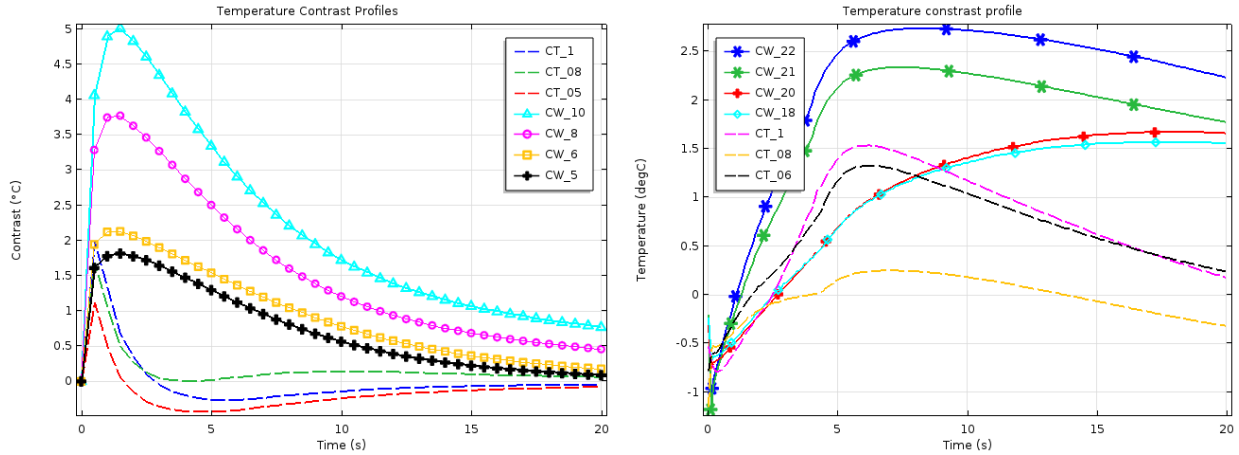 Temperature Contrast Profiles
5
4.5
4
3.5
3
2.5
2
1.5
1
0.5
0
Contrast (°C)
CT_1
CT_08
CT_05
CW_10
CW_8
CW_6
CW_5
0
5
10
15
20
Time (s)
Temperature constrast profile
2.5
2
1.5
1
0.5
0
-0.5
-1
Temperature (degC)
CW_22
CW_21
CW_20
CW_18
CT_1
CT_08
CT_06
0
5
10
15
20
Time (s)